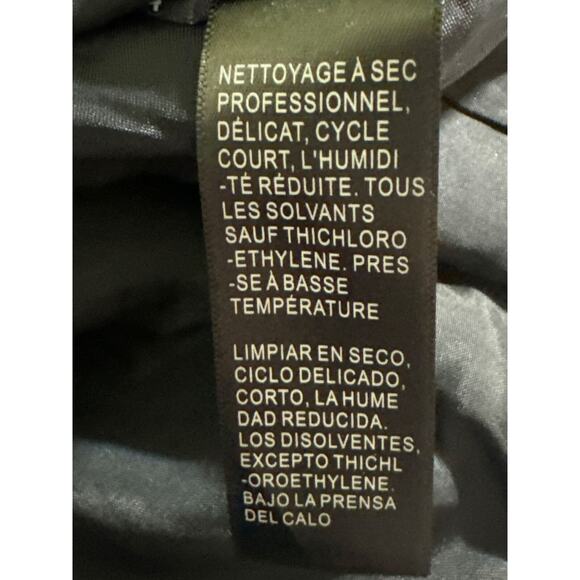 NETTOYAGE À SEC
PROFESSIONNEL,
DÉLICAT, CYCLE
COURT, L'HUMIDI
-TÉ RÉDUITE. TOUS
LES SOLVANTS
SAUF THICHLORO
-ETHYLENE. PRES
-SE À BASSE
TEMPÉRATURE
LIMPIAR EN SECO,
CICLO DELICADO,
CORTO, LA HUME
DAD REDUCIDA.
LOS DISOLVENTES,
EXCEPTO THICHL
-OROETHYLENE.
BAJO LA PRENSA
DEL CALO